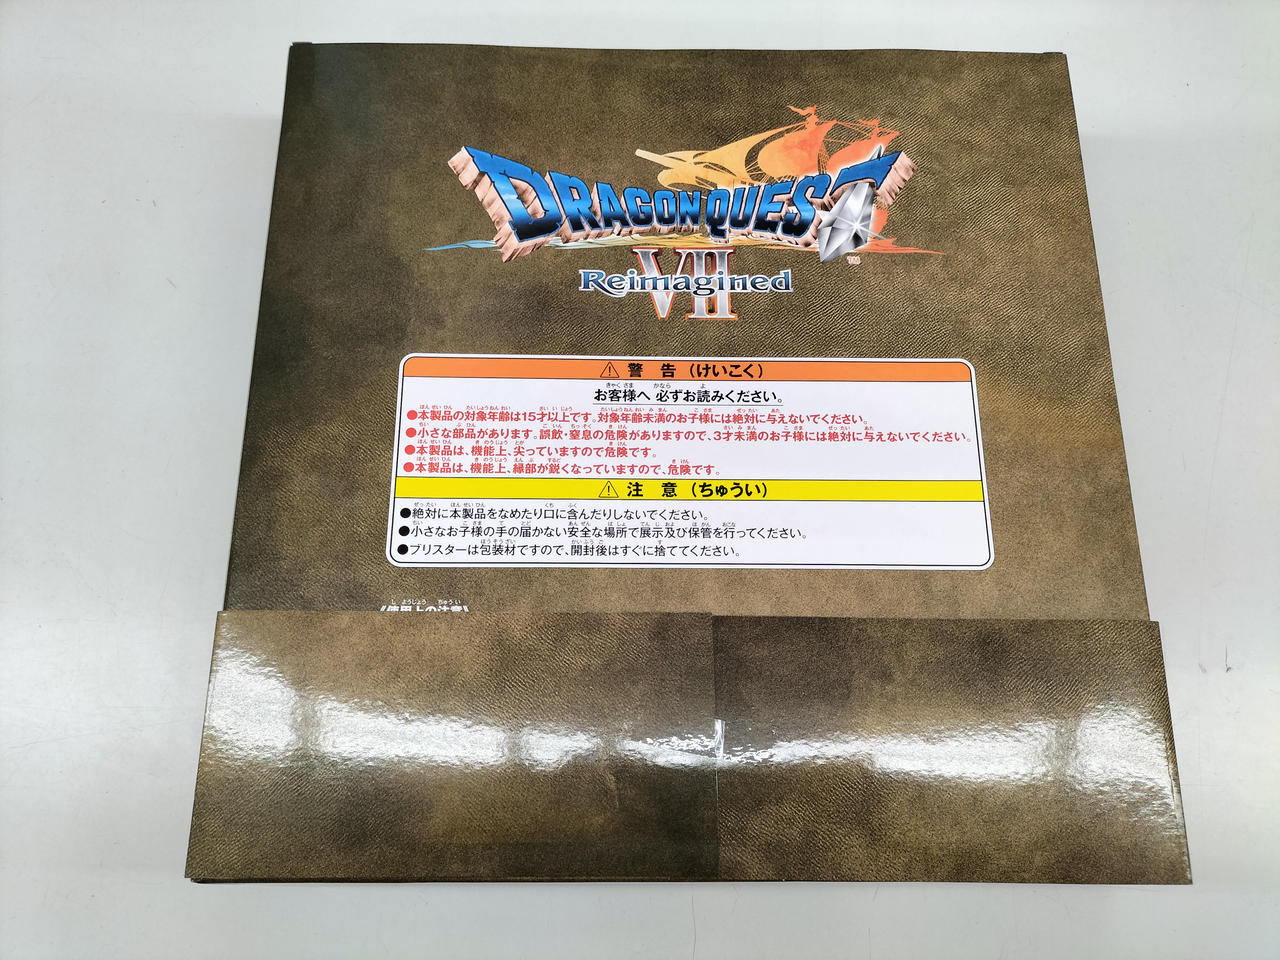 DRAGON QUEST
TM
VII
Reimagined
⚠ 警 告 (けいこく)
お客様へ 必ずお読みください。
●本製品の対象年齢は15才以上です。対象年齢未満のお子様には絶対に与えないでください。
●小さな部品があります。誤飲・窒息の危険がありますので、3才未満のお子様には絶対に与えないでください。
●本製品は、機能上、尖っていますので危険です。
●本製品は、機能上、縁部が鋭くなっていますので、危険です。
⚠ 注 意 (ちゅうい)
●絶対に本製品をなめたり口に含んだりしないでください。
●小さなお子様の手の届かない安全な場所で展示及び保管を行ってください。
●ブリスターは包装材ですので、開封後はすぐに捨ててください。
《使用上の注意》